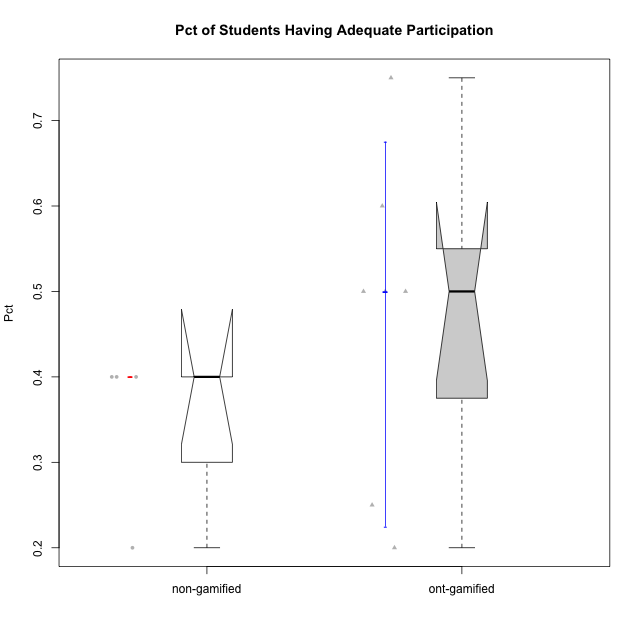 Pct of Students Having Adequate Participation
Pct
0.7
0.6
0.5
0.4
0.3
0.2
non-gamified
ont-gamified